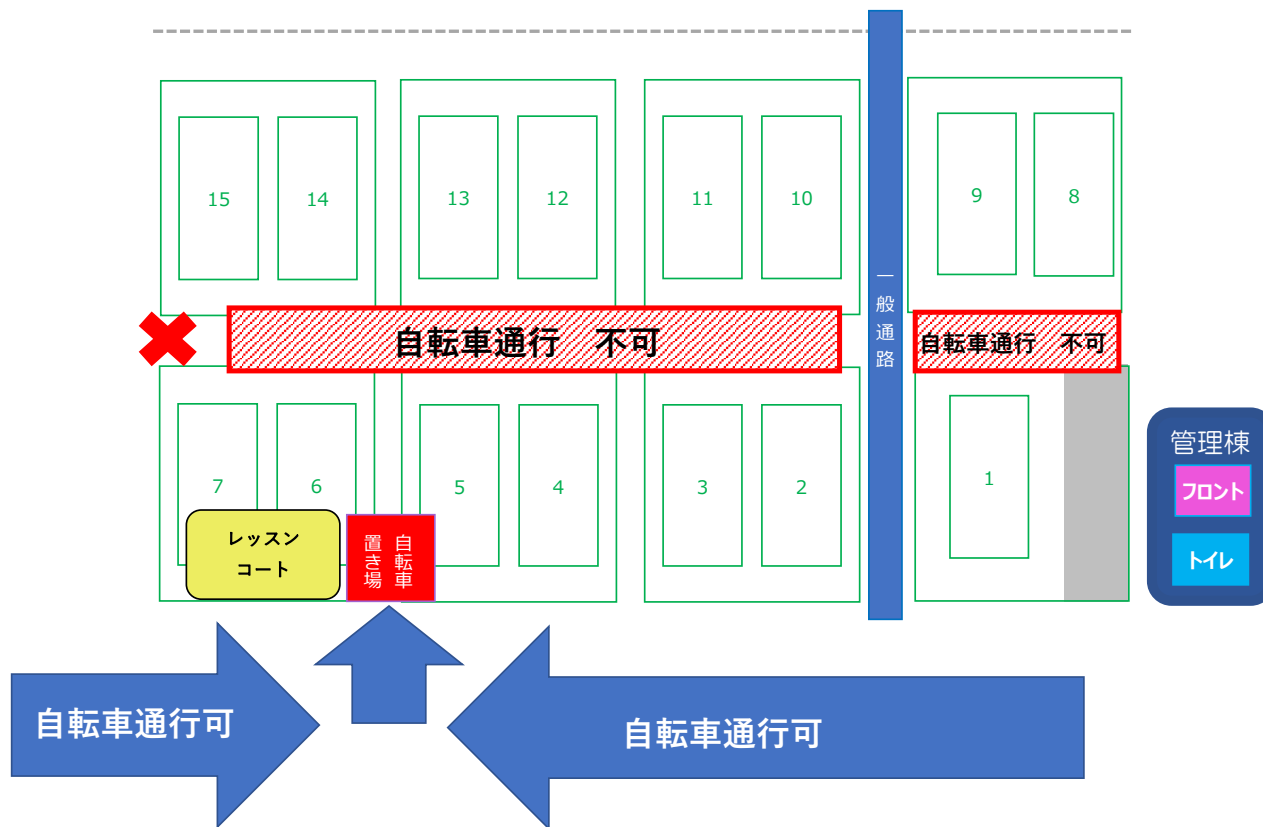 15
14
13
12
11
10
9
8
一般通路
自転車通行　不可
自転車通行　不可
7
6
5
4
3
2
1
管理棟
フロント
トイレ
レッスン
コート
自転車
置き場
自転車通行可
自転車通行可